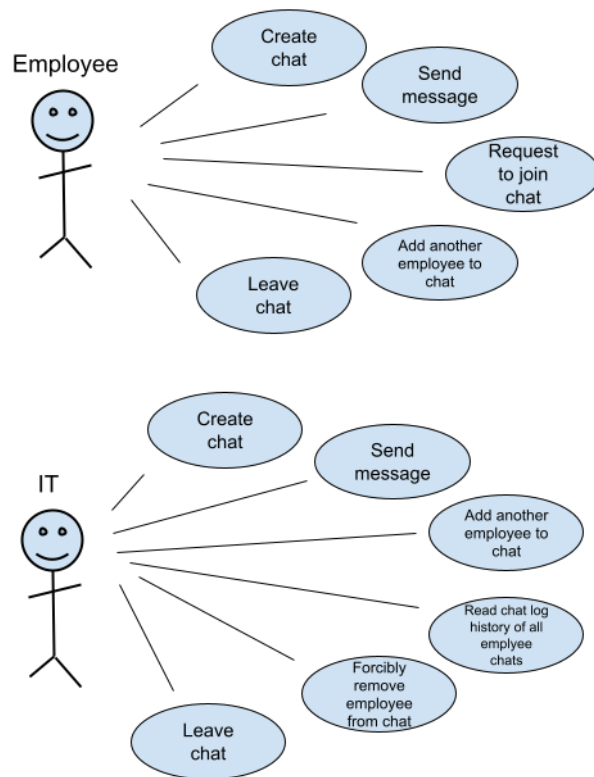 Employee
Create
chat
Send
message
Request
to join
chat
Add another
employee to
chat
Leave
chat
IT
Create
chat
Send
message
Add another
employee to
chat
Read chat log
history of all
emplyee
chats
Forcibly
remove
employee
from chat
Leave
chat